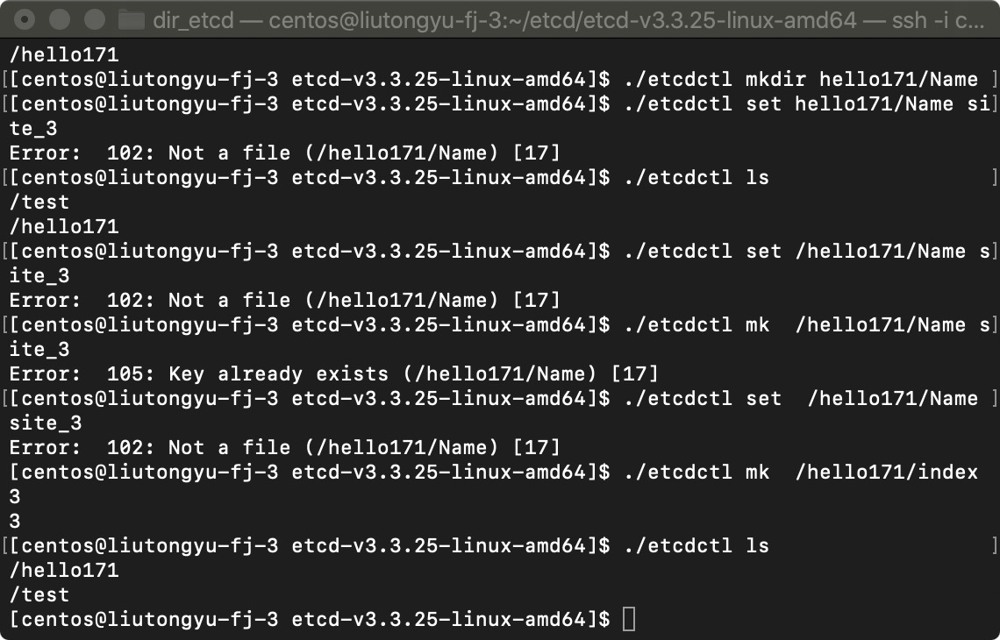 dir_etcd — centos@liutongyu-fj-3:~/etcd/etcd-v3.3.25-linux-amd64 — ssh -i c...
/hello171
[[centos@liutongyu-fj-3 etcd-v3.3.25-linux-amd64]$ ./etcdctl mkdir hello171/Name ]
[[centos@liutongyu-fj-3 etcd-v3.3.25-linux-amd64]$ ./etcdctl set hello171/Name si]
te_3
Error:  102: Not a file (/hello171/Name) [17]
[[centos@liutongyu-fj-3 etcd-v3.3.25-linux-amd64]$ ./etcdctl ls                  ]
/test
/hello171
[[centos@liutongyu-fj-3 etcd-v3.3.25-linux-amd64]$ ./etcdctl set /hello171/Name s]
ite_3
Error:  102: Not a file (/hello171/Name) [17]
[[centos@liutongyu-fj-3 etcd-v3.3.25-linux-amd64]$ ./etcdctl mk  /hello171/Name s]
ite_3
Error:  105: Key already exists (/hello171/Name) [17]
[[centos@liutongyu-fj-3 etcd-v3.3.25-linux-amd64]$ ./etcdctl set  /hello171/Name ]
site_3
Error:  102: Not a file (/hello171/Name) [17]
[centos@liutongyu-fj-3 etcd-v3.3.25-linux-amd64]$ ./etcdctl mk  /hello171/index
3
3
[[centos@liutongyu-fj-3 etcd-v3.3.25-linux-amd64]$ ./etcdctl ls                  ]
/hello171
/test
[centos@liutongyu-fj-3 etcd-v3.3.25-linux-amd64]$